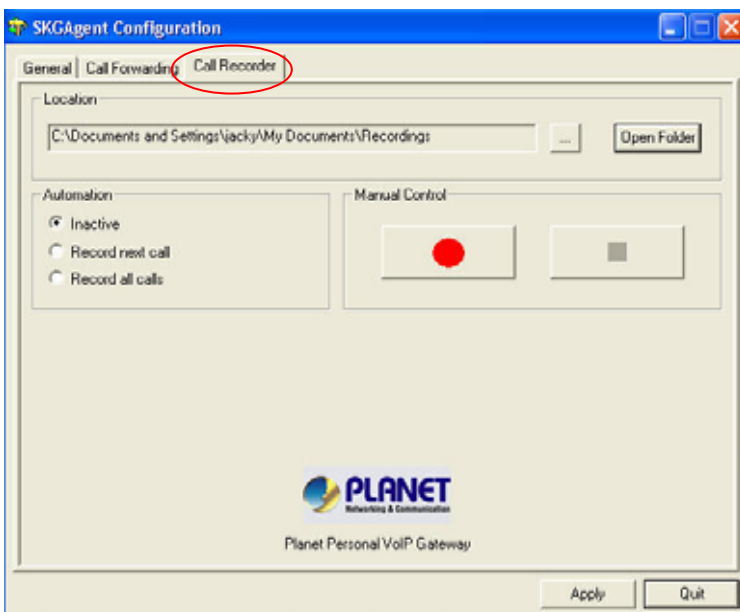 SKGAgent Configuration
General
Call Forwarding
Call Recorder
Location
C:\Documents and Settings\jacky\My Documents\Recordings
...
Open Folder
Automation
Manual Control
Inactive
Record next call
Record all calls
PLANET
Networking & Communication
Planet Personal VoIP Gateway
Apply
Quit